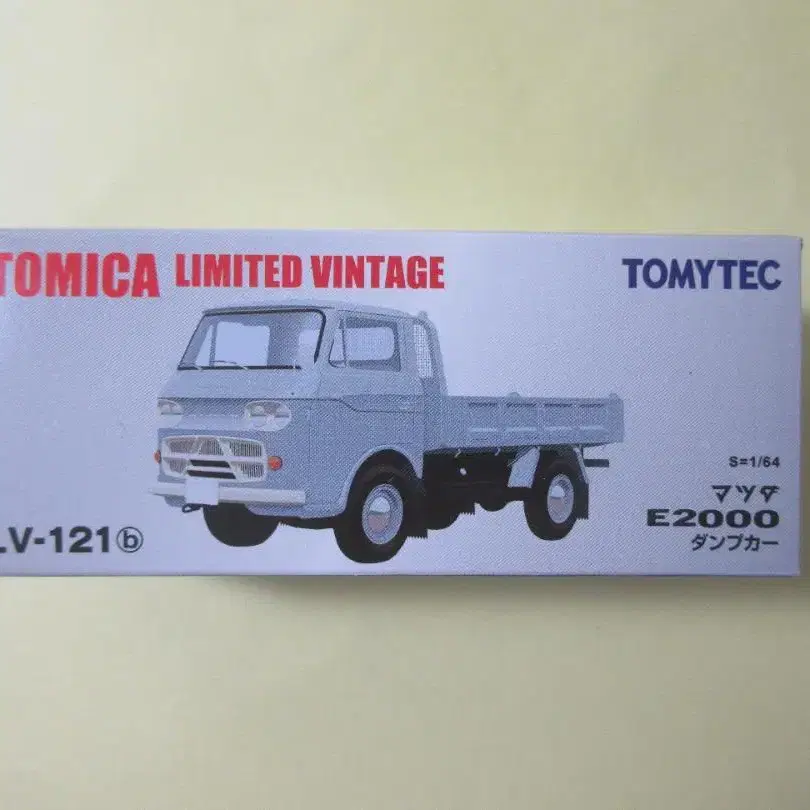 TOMICA LIMITED VINTAGE
TOMYTEC
S=1/64
マツダ
E2000
ダンプカー
LV-121ⓑ